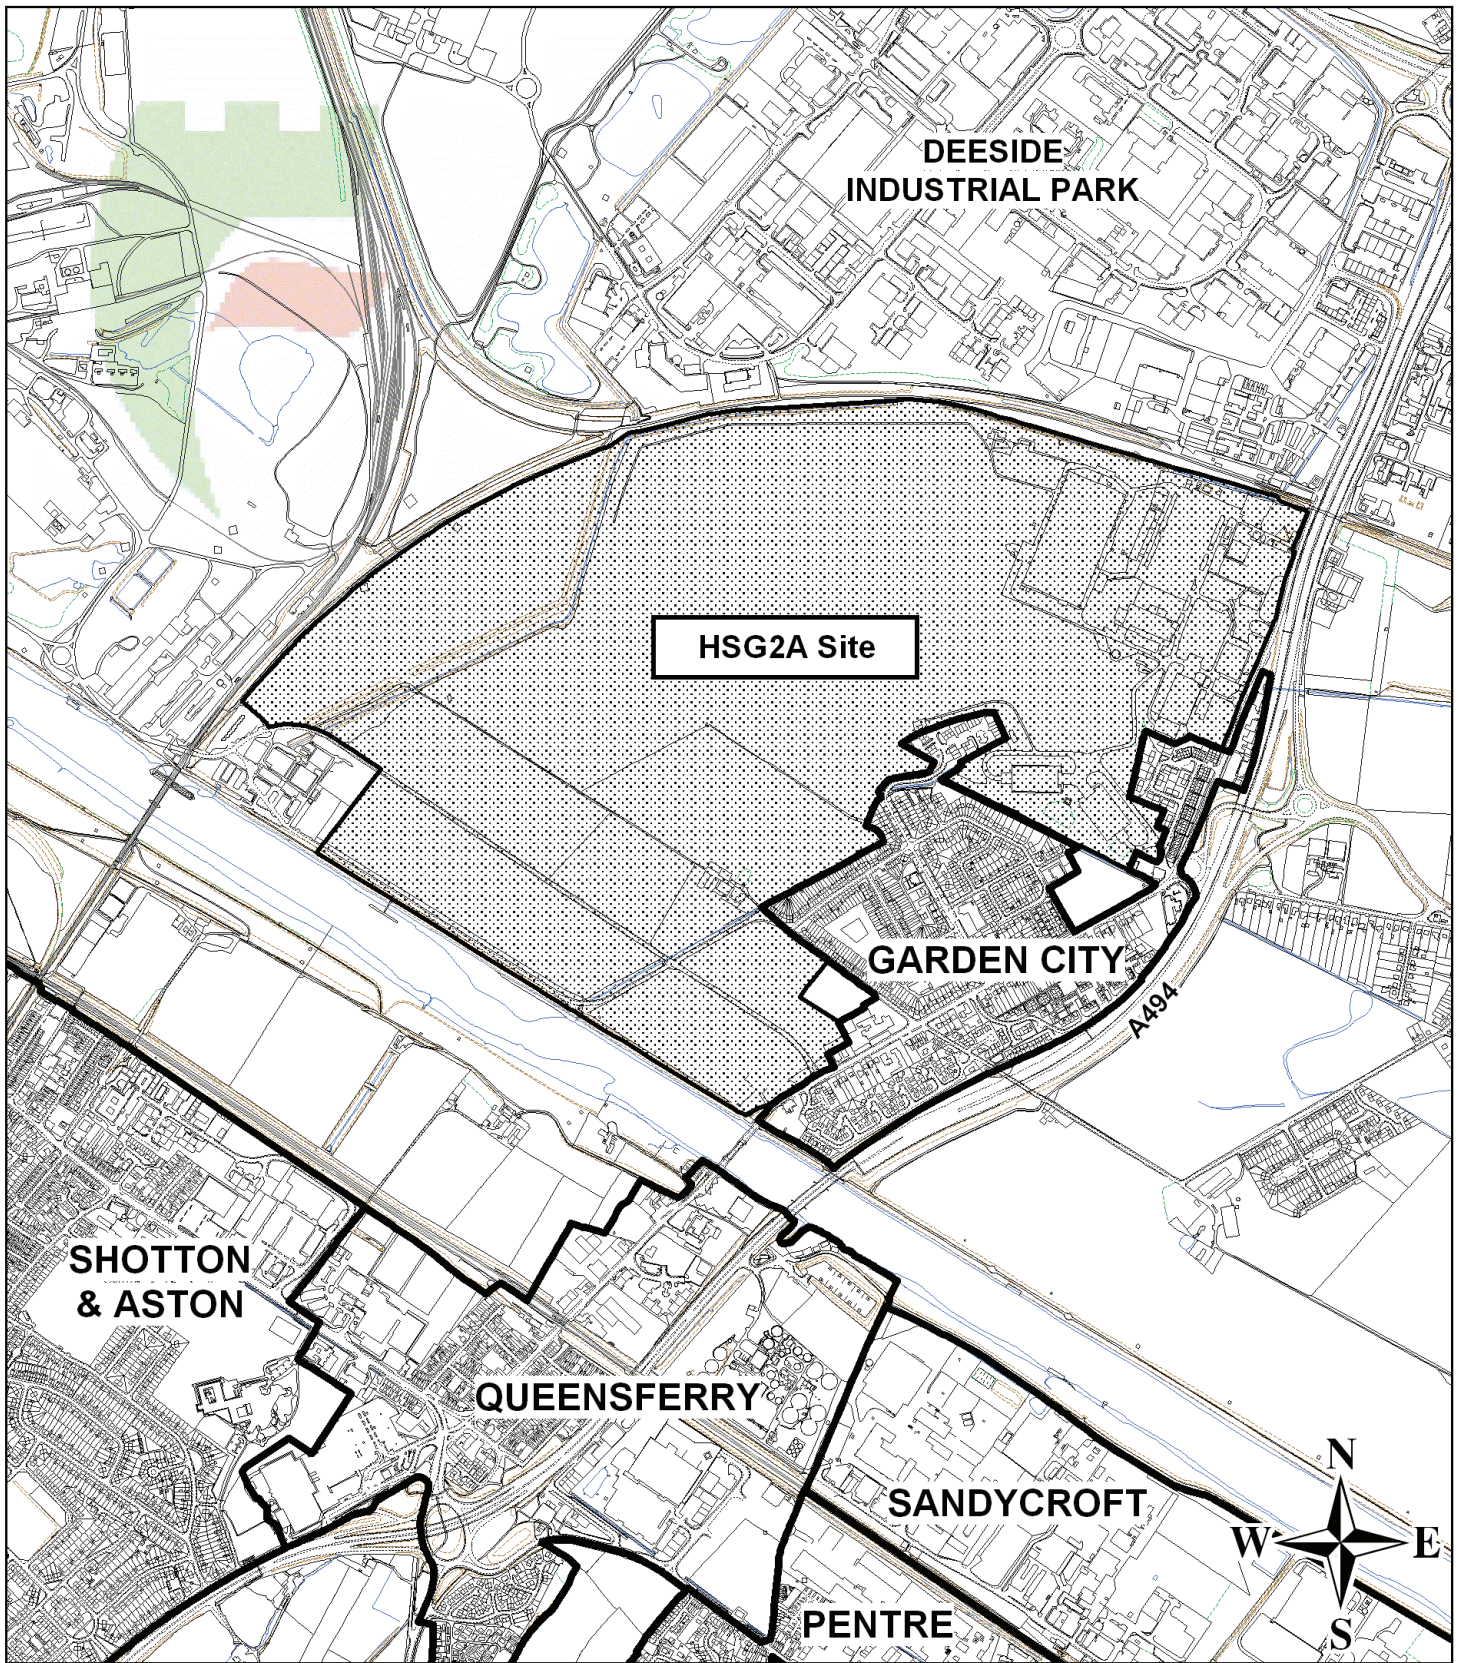 DEESIDE
INDUSTRIAL PARK
HSG2A Site
GARDEN CITY
A494
SHOTTON
& ASTON
QUEENSFERRY
SANDYCROFT
PENTRE
N
W
E
S